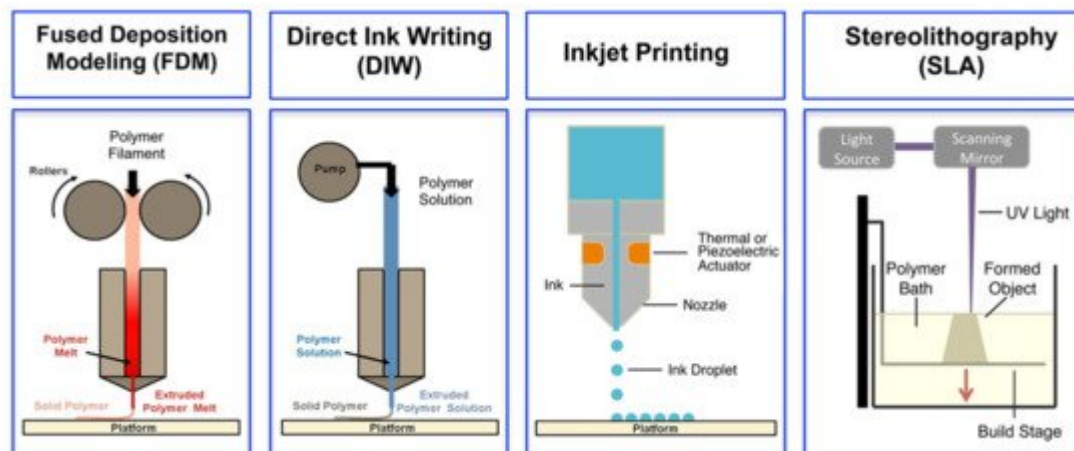 Fused Deposition
Modeling (FDM)
Direct Ink Writing
(DIW)
Inkjet Printing
Stereolithography
(SLA)
Polymer
Filament
Rollers
Polymer
Melt
Solid Polymer
Extruded
Polymer Melt
Platform
Pump
Polymer
Solution
Polymer
Solution
Solid Polymer
Extruded
Polymer Solution
Platform
Thermal or
Piezoelectric
Actuator
Ink
Nozzle
Ink Droplet
Platform
Light
Source
Scanning
Mirror
UV Light
Polymer
Bath
Formed
Object
Build Stage